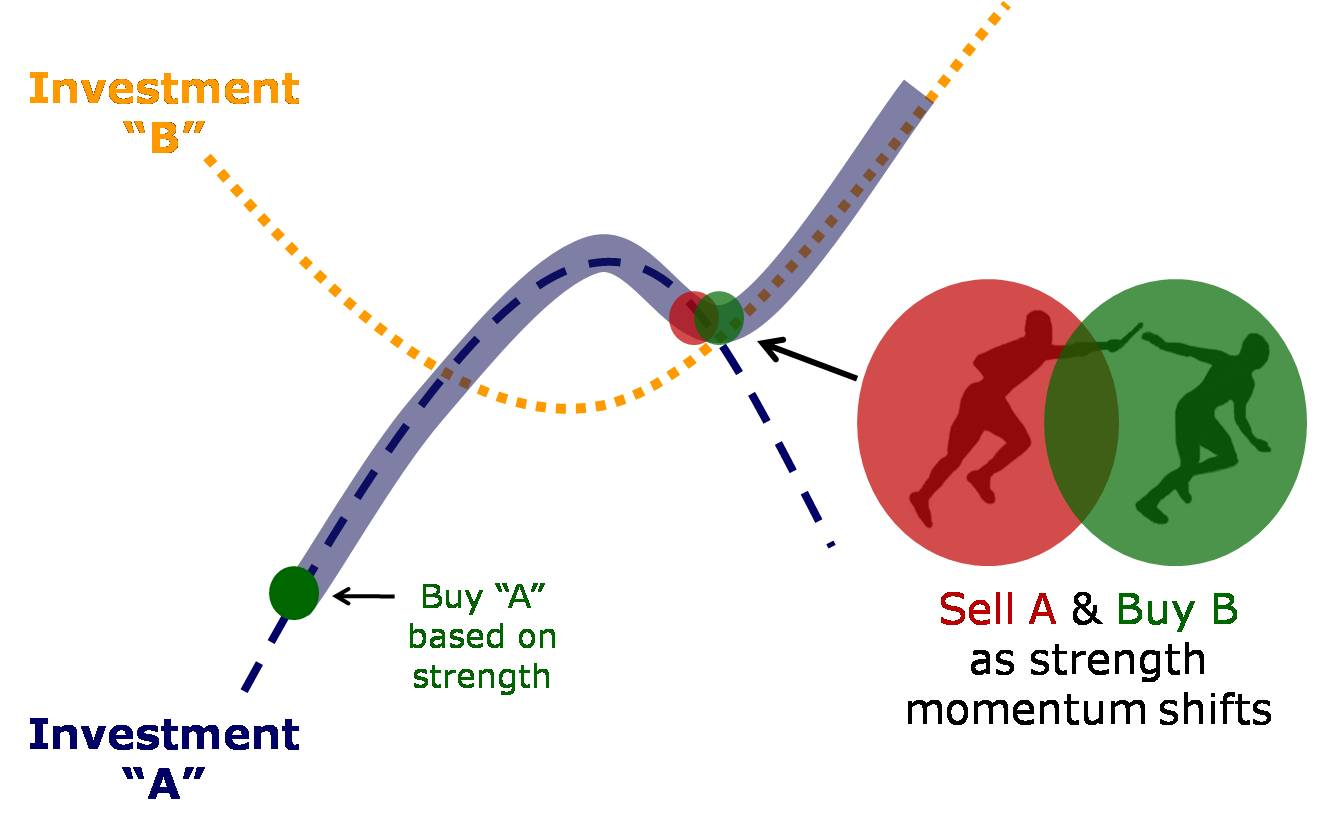 Investment
“B”
Buy “A”
based on
strength
Sell A & Buy B
as strength
momentum shifts
Investment
“A”